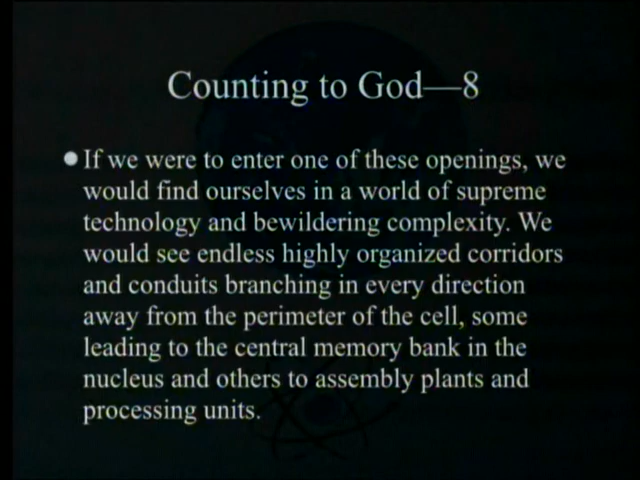 Counting to God—8
If we were to enter one of these openings, we
would find ourselves in a world of supreme
technology and bewildering complexity. We
would see endless highly organized corridors
and conduits branching in every direction
away from the perimeter of the cell, some
leading to the central memory bank in the
nucleus and others to assembly plants and
processing units.